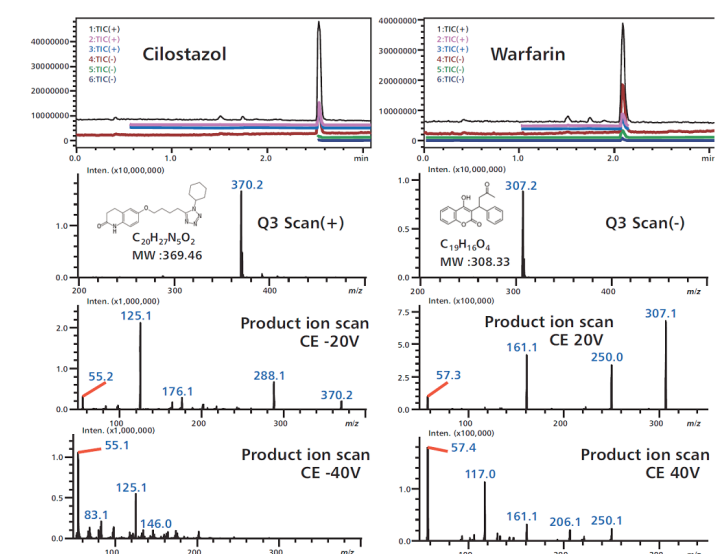 Cilostazol
1:TIC(+)
2:TIC(+)
3:TIC(+)
4:TIC(-)
5:TIC(-)
6:TIC(-)
40000000
30000000
20000000
10000000
0
0.0 1.0 2.0 min
Warfarin
1:TIC(+)
2:TIC(+)
3:TIC(+)
4:TIC(-)
5:TIC(-)
6:TIC(-)
40000000
30000000
20000000
10000000
0
0.0 1.0 2.0 min
Inten. (x10,000,000)
370.2
Q3 Scan(+)
C20H27N5O2
MW :369.46
1.0
0.0
200 300 400 m/z
Inten. (x10,000,000)
307.2
Q3 Scan(-)
C19H16O4
MW :308.33
1.0
0.5
0.0
200 300 400 m/z
Inten. (x1,000,000)
Product ion scan
CE -20V
125.1
55.2
176.1
288.1
370.2
2.0
1.0
0.0
100 200 300 m/z
Inten. (x100,000)
Product ion scan
CE 20V
307.1
161.1
250.0
57.3
7.5
5.0
2.5
0.0
100 200 300 m/z
Inten. (x1,000,000)
Product ion scan
CE -40V
55.1
125.1
83.1
146.0
1.0
0.5
0.0
100 200 300 m/z
Inten. (x100,000)
Product ion scan
CE 40V
57.4
117.0
161.1
206.1
250.1
1.0
0.0
100 200 300 m/z